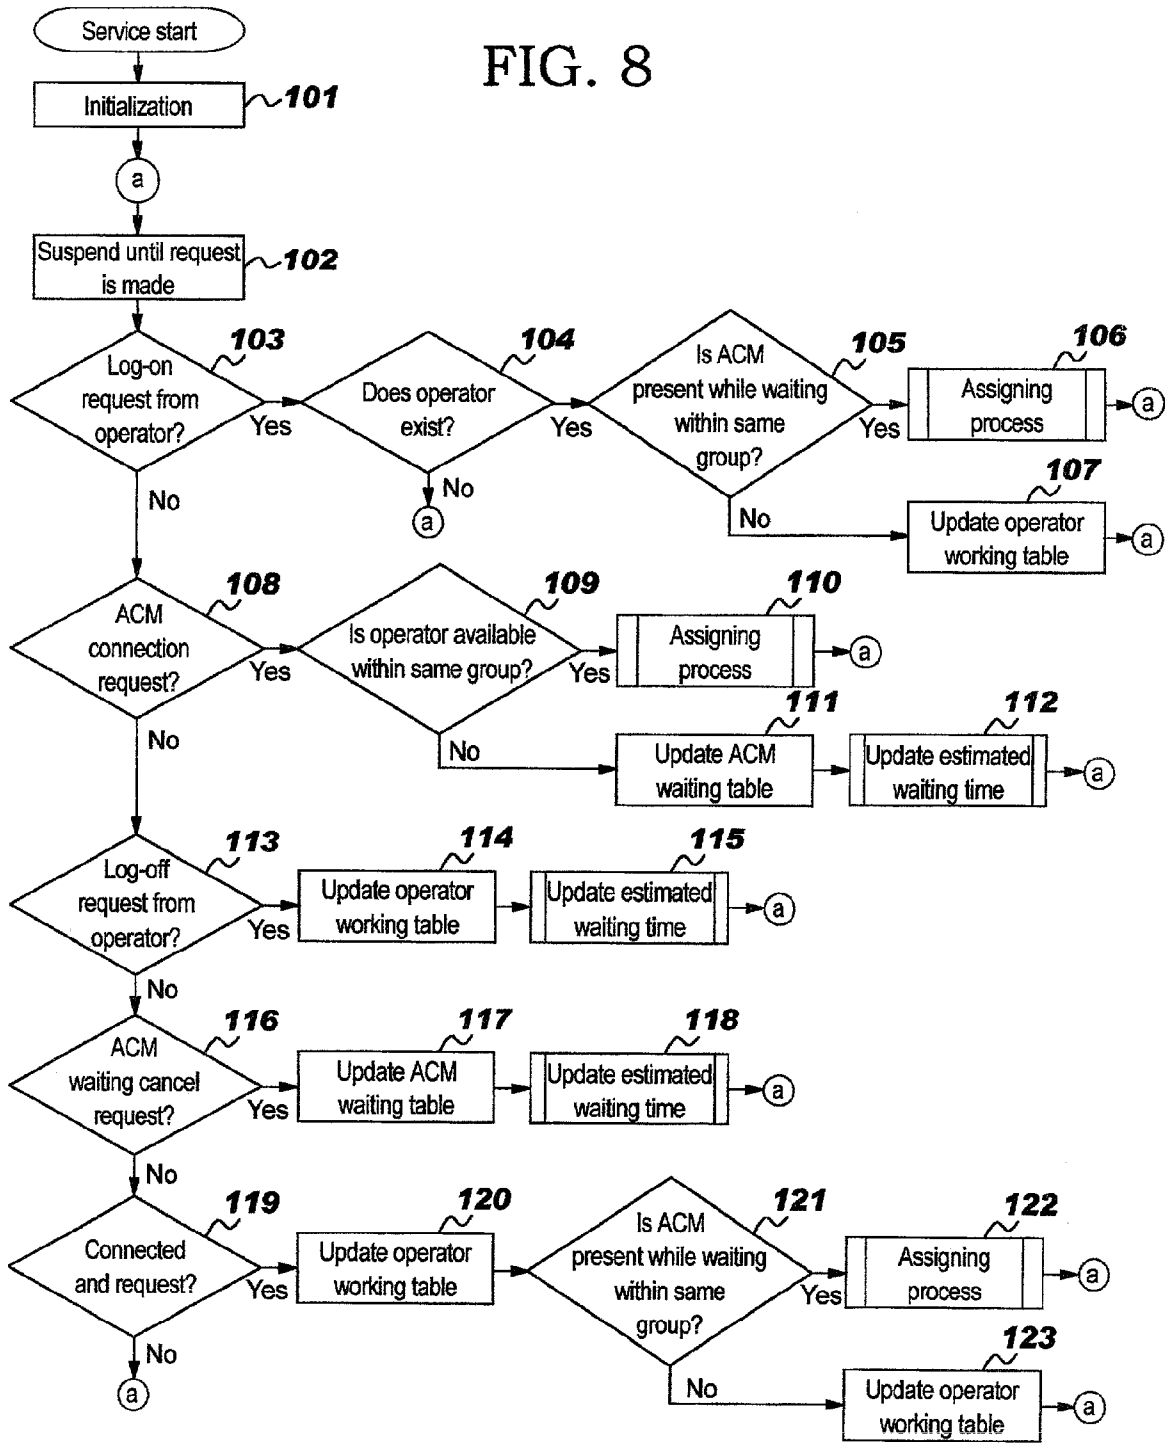 FIG. 8
Service start
Initialization
101
a
Suspend until request
is made
102
Log-on
request from
operator?
103
Yes
No
Does operator
exist?
104
Yes
No
a
Is ACM
present while waiting
within same
group?
105
Yes
No
Assigning
process
106
a
Update operator
working table
107
a
ACM
connection
request?
108
Yes
No
Is operator available
within same group?
109
Yes
No
Assigning
process
110
a
Update ACM
waiting table
111
Update estimated
waiting time
112
a
Log-off
request from
operator?
113
Yes
No
Update operator
working table
114
Update estimated
waiting time
115
a
ACM
waiting cancel
request?
116
Yes
No
Update ACM
waiting table
117
Update estimated
waiting time
118
a
Connected
and request?
119
Yes
No
a
Update operator
working table
120
Is ACM
present while waiting
within same
group?
121
Yes
No
Assigning
process
122
a
Update operator
working table
123
a